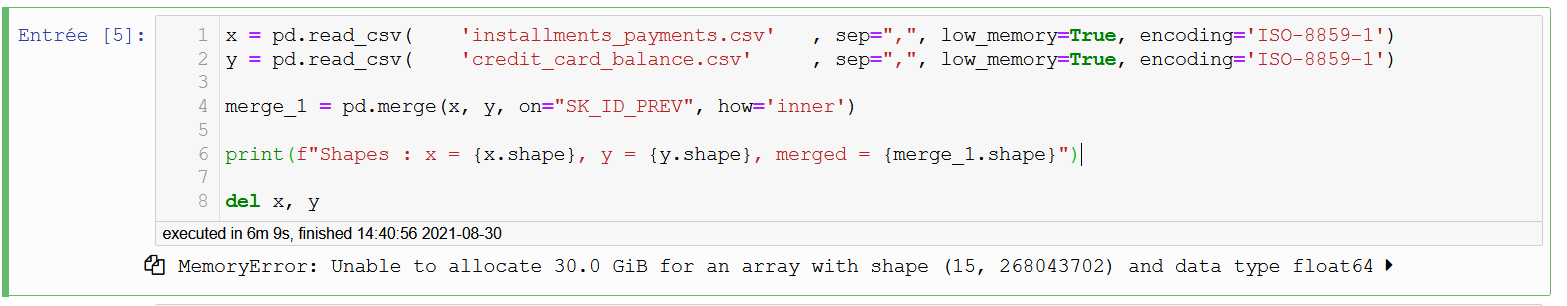 Entrée [5]:
1 x = pd.read_csv(    'installments_payments.csv'   , sep=",", low_memory=True, encoding='ISO-8859-1')
2 y = pd.read_csv(    'credit_card_balance.csv'     , sep=",", low_memory=True, encoding='ISO-8859-1')
3
4 merge_1 = pd.merge(x, y, on="SK_ID_PREV", how='inner')
5
6 print(f"Shapes : x = {x.shape}, y = {y.shape}, merged = {merge_1.shape}")
7
8 del x, y
executed in 6m 9s, finished 14:40:56 2021-08-30
MemoryError: Unable to allocate 30.0 GiB for an array with shape (15, 268043702) and data type float64